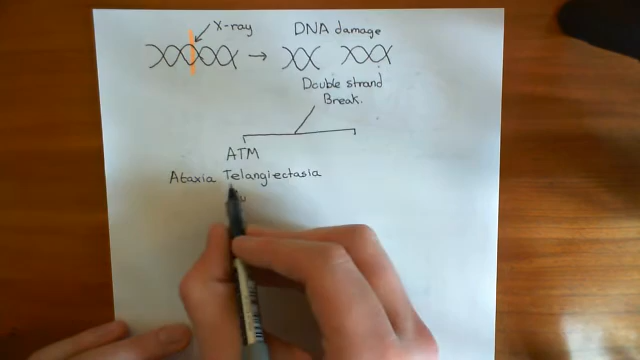 X-ray
DNA damage
Double strand
Break.
ATM
Ataxia Telangiectasia